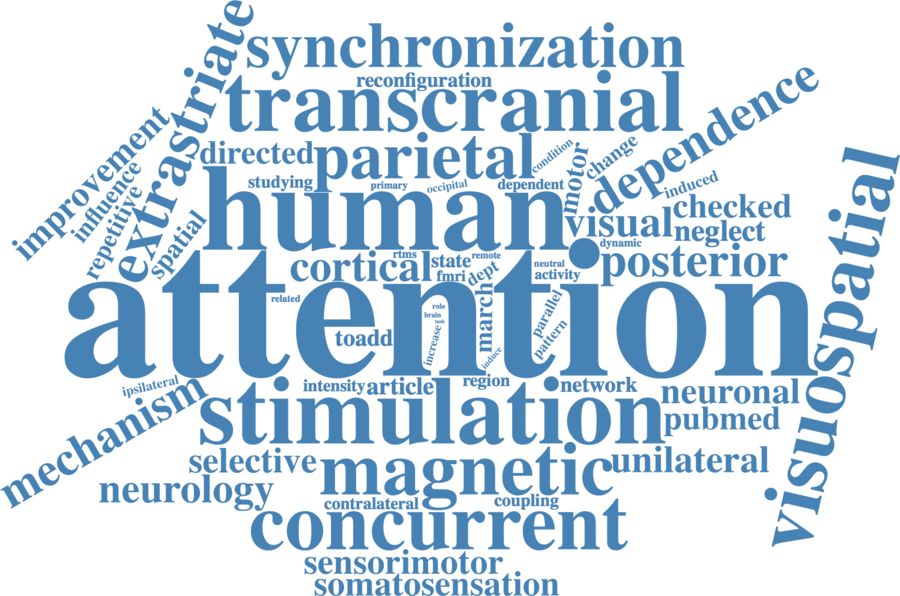 synchronization
reconfiguration
transcranial
extrastriate
improvement
influence
repetitive
spatial
directed
parietal
condition
motor
change
dependence
studying
primary
occipital
dependent
induced
human
visual
checked
neglect
dynamic
visuospatial
cortical
rtms
state
remote
fmri
dept
neutral
activity
posterior
attention
related
toadd
role
brain
task
increase
march
induce
parallel
pattern
ipsilateral
mechanism
intensity
article
region
network
neuronal
stimulation
pubmed
selective
magnetic
unilateral
neurology
contralateral
coupling
concurrent
sensorimotor
somatosensation